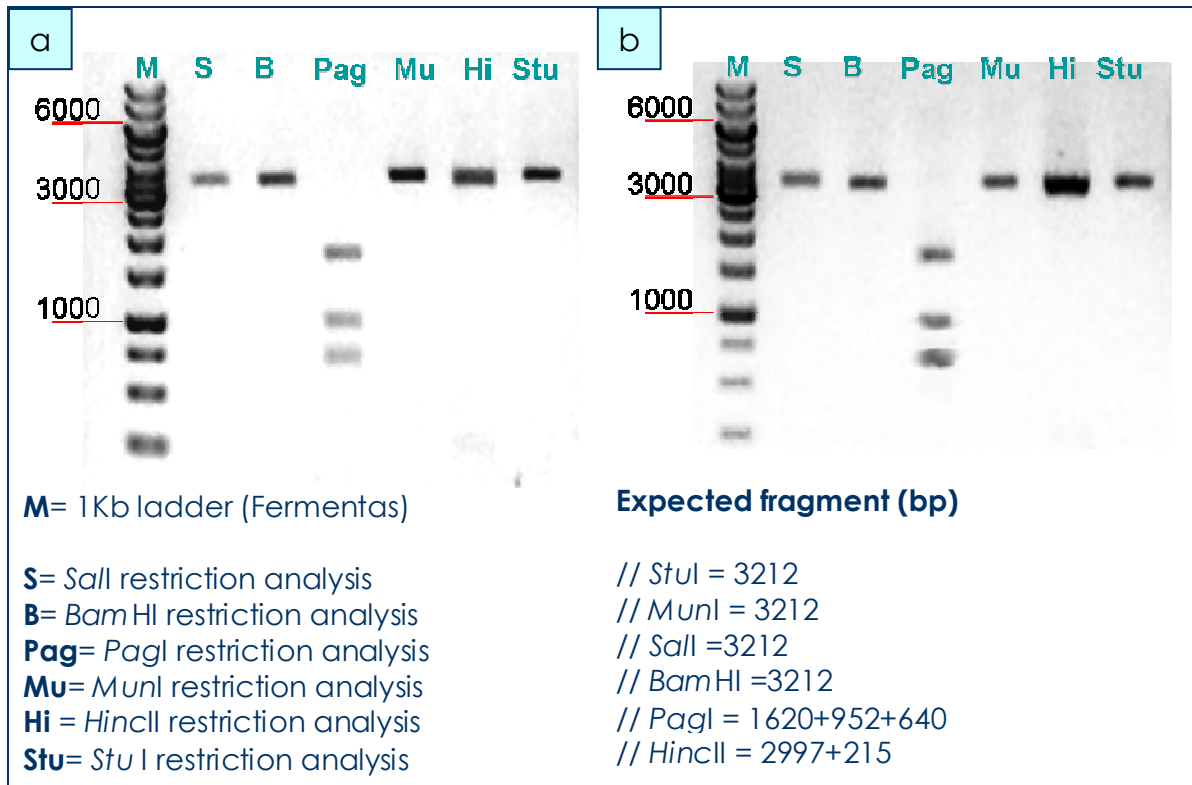 a
M S B Pag Mu Hi Stu
6000
3000
1000
b
M S B Pag Mu Hi Stu
6000
3000
1000
M= 1Kb ladder (Fermentas)
S= SalI restriction analysis
B= BamHI restriction analysis
Pag= PagI restriction analysis
Mu= MunI restriction analysis
Hi = HincII restriction analysis
Stu= Stu I restriction analysis
Expected fragment (bp)
// StuI = 3212
// MunI = 3212
// SalI =3212
// BamHI =3212
// PagI = 1620+952+640
// HincII = 2997+215